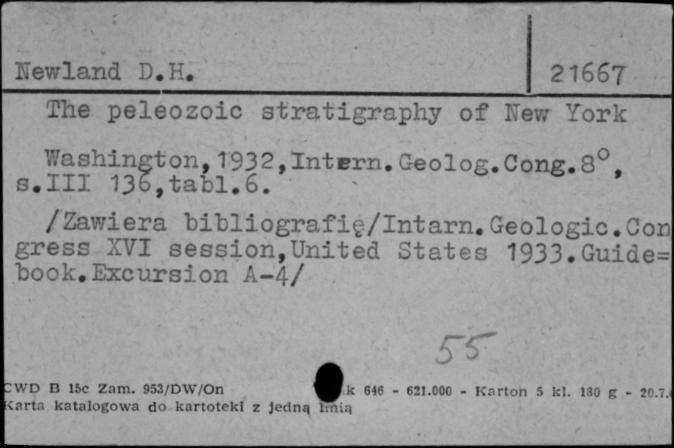 Newland D.H. 21667
The peleozoic stratigraphy of New York
Washington,1932,Intern.Geolog.Cong.8°,
s.III 136,tabl.6.
/Zawiera bibliografię/Intarn.Geologic.Con
gress XVI session,United States 1933.Guide=
book.Excursion A-4/
55
CWD B 15c Zam. 953/DW/On k 646 - 621.000 - Karton 5 kl. 180 g - 20.7.
Karta katalogowa do kartoteki z jedną linią